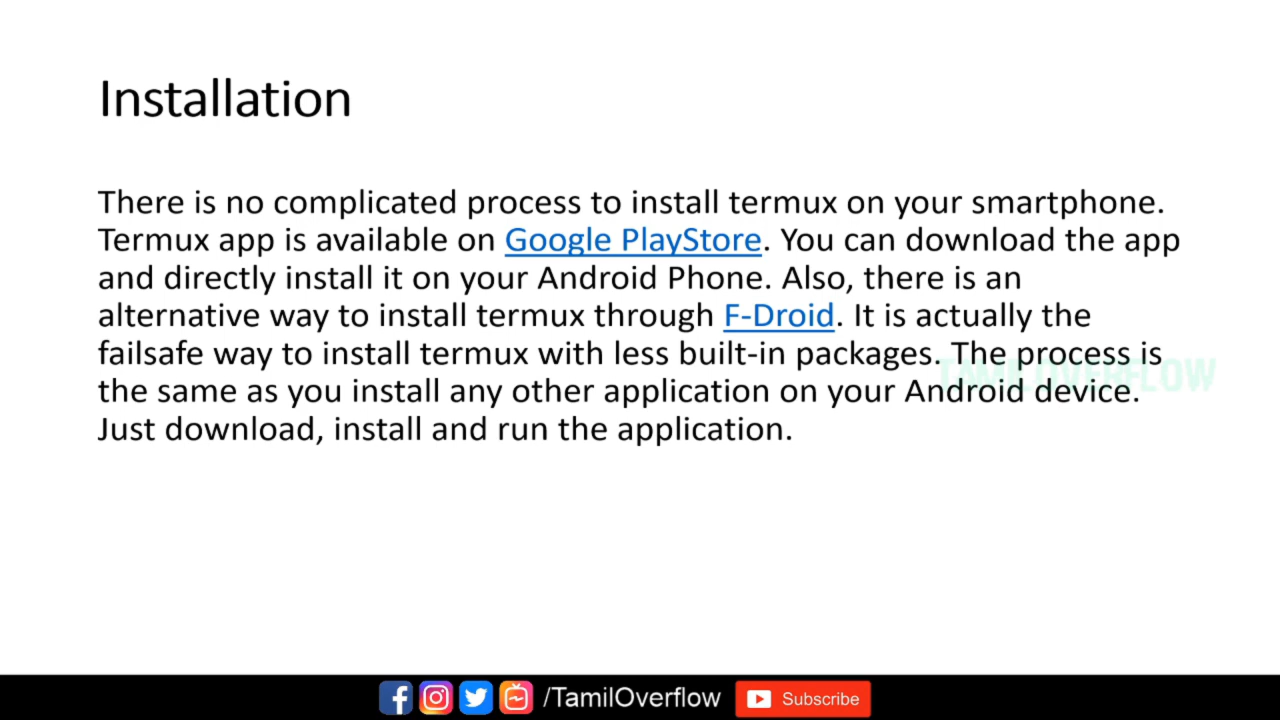 Installation
There is no complicated process to install termux on your smartphone.
Termux app is available on Google PlayStore. You can download the app
and directly install it on your Android Phone. Also, there is an
alternative way to install termux through F-Droid. It is actually the
failsafe way to install termux with less built-in packages. The process is
TAMILOVERFLOW
the same as you install any other application on your Android device.
Just download, install and run the application.
/TamilOverflow
Subscribe